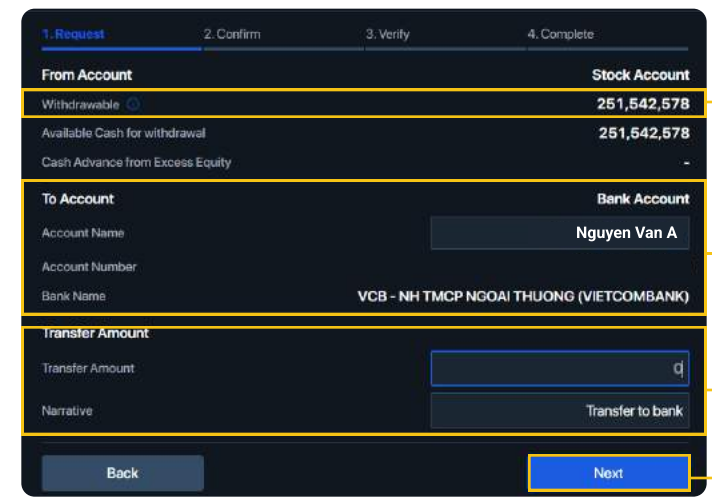 1. Request 2. Confirm 3. Verify 4. Complete
From Account Stock Account
Withdrawable 251,542,578
Available Cash for withdrawal 251,542,578
Cash Advance from Excess Equity -
To Account Bank Account
Account Name Nguyen Van A
Account Number
Bank Name VCB - NH TMCP NGOAI THUONG (VIETCOMBANK)
Transfer Amount
Transfer Amount 0
Narrative Transfer to bank
Back Next